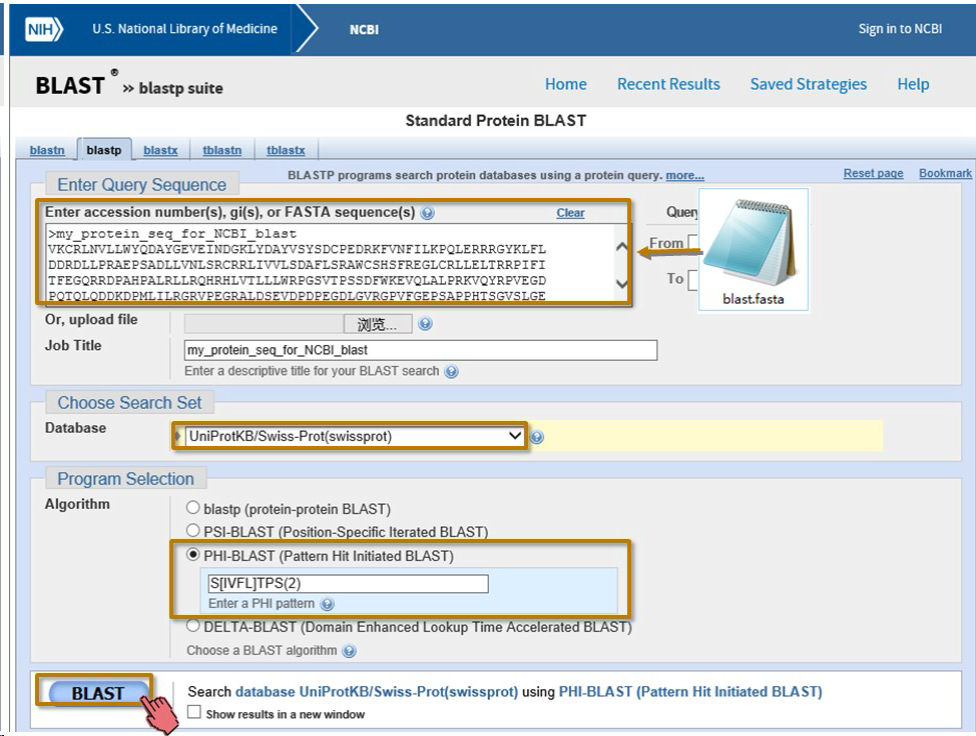 NIH U.S. National Library of Medicine NCBI Sign in to NCBI
BLAST ® » blastp suite Home Recent Results Saved Strategies Help
Standard Protein BLAST
blastn blastp blastx tblastn tblastx
Enter Query Sequence BLASTP programs search protein databases using a protein query. more... Reset page Bookmark
Enter accession number(s), gi(s), or FASTA sequence(s) Clear Query
>my_protein_seq_for_NCBI_blast
VKCRLNVLLWYQDAYGEVEINDGKLYDAYVSYSDCPEDRKFVNFILKPQLERRRGYKLFL
From
DDRDLLPRAEPSADLLVNLSRCRRLIVVLSDAFLSRAWCSHSFREGLCRLLELTRRPIFI
TFEGQRRDPAHPALRLLRQHRHLVTILLLWRPGSVTPSSDFWKEVQLALPRKVQYRPVEGD
To
PQTQLQDDKDPMLILRGRVPEGRALDSEVDPDPEGDLGVRGPVFGEPSAPPHTSGVSLGE
blast.fasta
Or, upload file 浏览...
Job Title my_protein_seq_for_NCBI_blast
Enter a descriptive title for your BLAST search
Choose Search Set
Database UniProtKB/Swiss-Prot(swissprot)
Program Selection
Algorithm
blastp (protein-protein BLAST)
PSI-BLAST (Position-Specific Iterated BLAST)
PHI-BLAST (Pattern Hit Initiated BLAST)
S[IVFL]TPS(2)
Enter a PHI pattern
DELTA-BLAST (Domain Enhanced Lookup Time Accelerated BLAST)
Choose a BLAST algorithm
BLAST Search database UniProtKB/Swiss-Prot(swissprot) using PHI-BLAST (Pattern Hit Initiated BLAST)
Show results in a new window